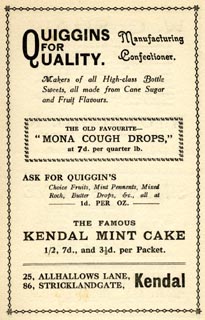 QUIGGINS
FOR
QUALITY.
Manufacturing
Confectioner.
Makers of all High-class Bottle
Sweets, all made from Cane Sugar
and Fruit Flavours.
THE OLD FAVOURITE—
"MONA COUGH DROPS,"
at 7d. per quarter lb.
ASK FOR QUIGGIN'S
Choice Fruits, Mint Pennents, Mixed
Rock, Butter Drops, &c., all at
1d. PER OZ.
THE FAMOUS
KENDAL MINT CAKE
1/2, 7d., and 3½d. per Packet.
25, ALLHALLOWS LANE,
86, STRICKLANDGATE,
Kendal